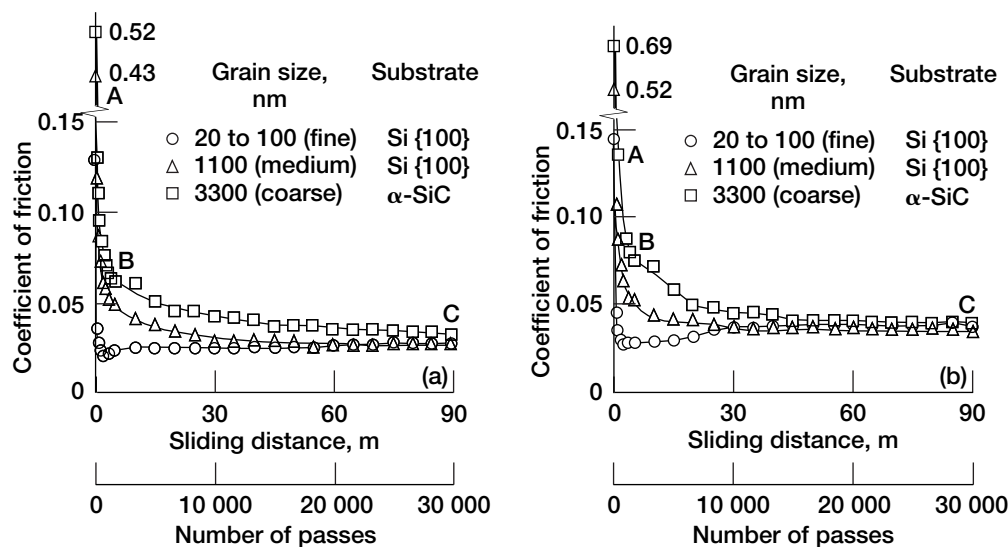 0.52
0.43
A
Grain size, nm
Substrate
0.15
20 to 100 (fine) Si {100}
1100 (medium) Si {100}
3300 (coarse) α-SiC
0.10
B
0.05
C
0
(a)
Coefficient of friction
0 30 60 90
Sliding distance, m
0 10 000 20 000 30 000
Number of passes
0.69
0.52
Grain size, nm
Substrate
0.15
20 to 100 (fine) Si {100}
A
1100 (medium) Si {100}
3300 (coarse) α-SiC
0.10
B
0.05
C
0
(b)
Coefficient of friction
0 30 60 90
Sliding distance, m
0 10 000 20 000 30 000
Number of passes